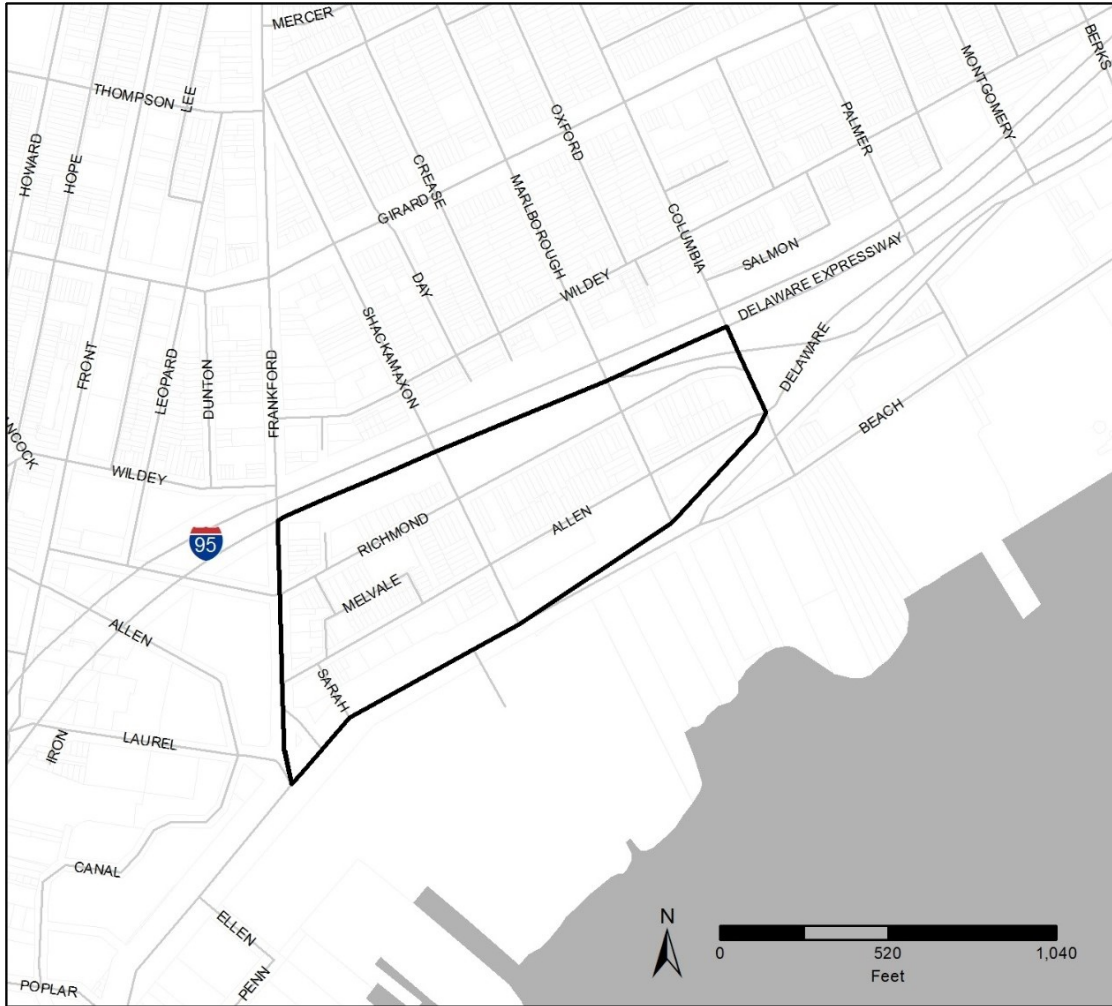 MERCER
BERKS
MONTGOMERY
THOMPSON
LEE
OXFORD
PALMER
HOWARD
HOPE
CREASE
MARLBOROUGH
GIRARD
COLUMBIA
SALMON
DAY
WILDEY
DELAWARE EXPRESSWAY
SHACKAMAXON
FRONT
LEOPARD
DUNTON
FRANKFORD
DELAWARE
BEACH
NCOCK
WILDEY
95
RICHMOND
ALLEN
MELVALE
ALLEN
SARAH
IRON
LAUREL
CANAL
ELLEN
PENN
POPLAR
N
0 520 1,040
Feet